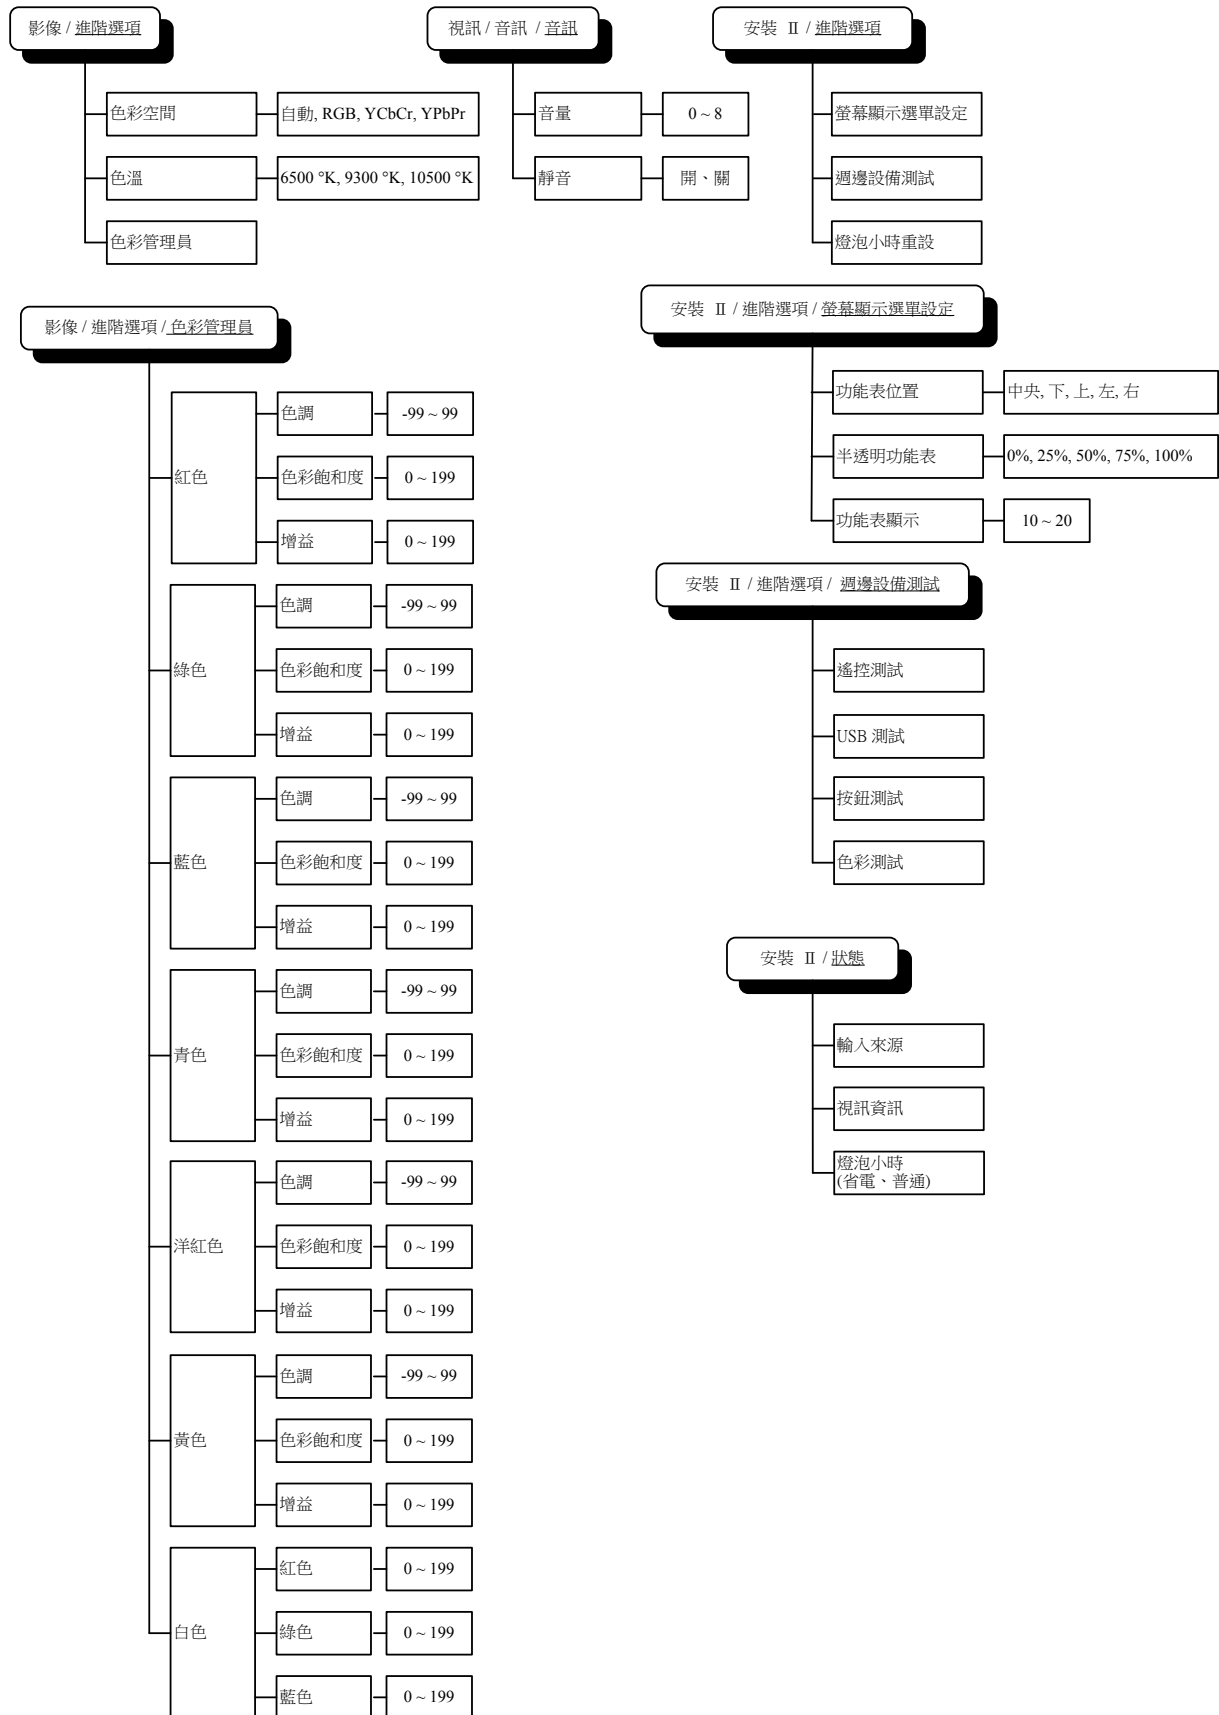 影像 / 進階選項
色彩空間
自動, RGB, YCbCr, YPbPr
色溫
6500 °K, 9300 °K, 10500 °K
色彩管理員
視訊 / 音訊 / 音訊
音量
0 ~ 8
靜音
開、關
安裝 II / 進階選項
螢幕顯示選單設定
週邊設備測試
燈泡小時重設
影像 / 進階選項 / 色彩管理員
紅色
色調
-99 ~ 99
色彩飽和度
0 ~ 199
增益
0 ~ 199
綠色
色調
-99 ~ 99
色彩飽和度
0 ~ 199
增益
0 ~ 199
藍色
色調
-99 ~ 99
色彩飽和度
0 ~ 199
增益
0 ~ 199
青色
色調
-99 ~ 99
色彩飽和度
0 ~ 199
增益
0 ~ 199
洋紅色
色調
-99 ~ 99
色彩飽和度
0 ~ 199
增益
0 ~ 199
黃色
色調
-99 ~ 99
色彩飽和度
0 ~ 199
增益
0 ~ 199
白色
紅色
0 ~ 199
綠色
0 ~ 199
藍色
0 ~ 199
安裝 II / 進階選項 / 螢幕顯示選單設定
功能表位置
中央, 下, 上, 左, 右
半透明功能表
0%, 25%, 50%, 75%, 100%
功能表顯示
10 ~ 20
安裝 II / 進階選項 / 週邊設備測試
遙控測試
USB 測試
按鈕測試
色彩測試
安裝 II / 狀態
輸入來源
視訊資訊
燈泡小時
(省電、普通)